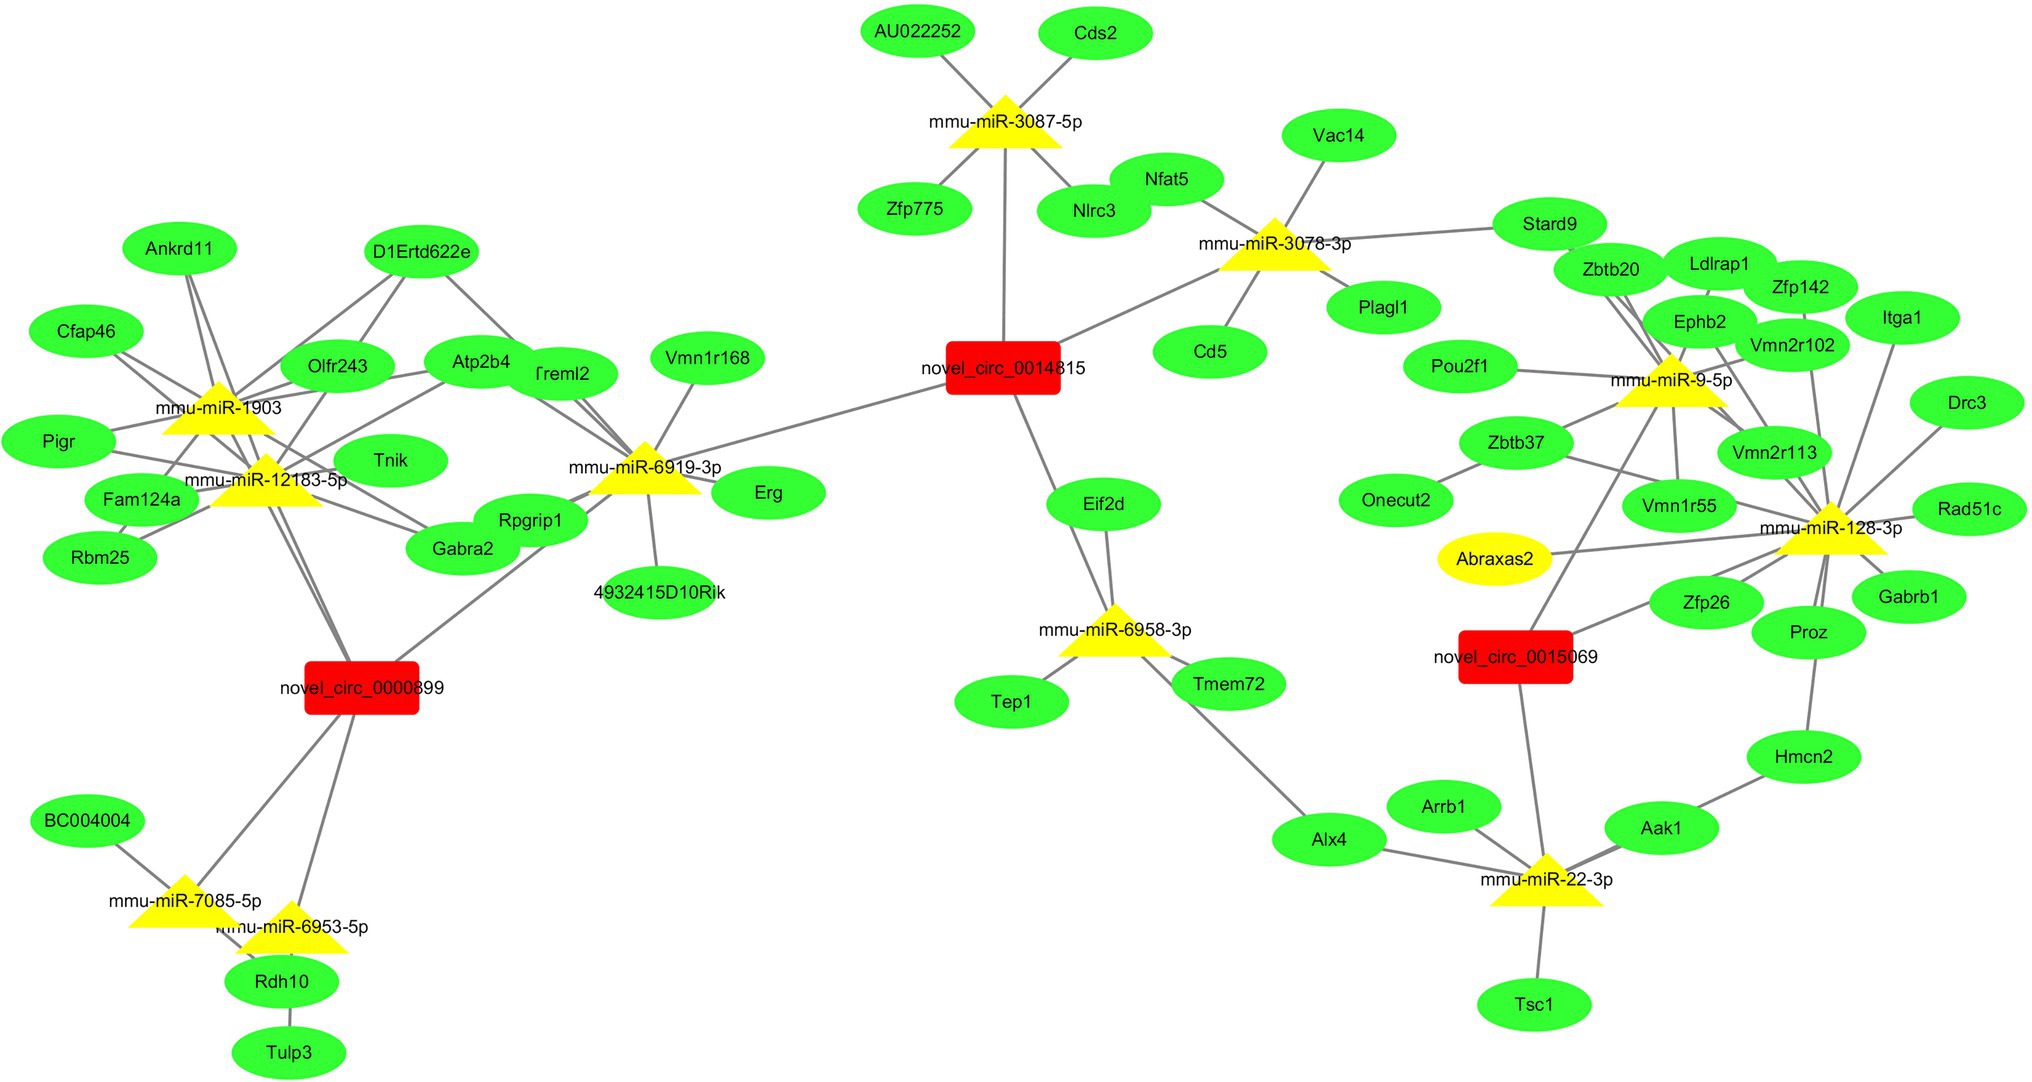 AU022252
Cds2
mmu-miR-3087-5p
Vac14
Nfat5
Zfp775
Nlrc3
Stard9
mmu-miR-3078-3p
Ankrd11
D1Ertd622e
Zbtb20
Ldlrap1
Zfp142
Plagl1
Itga1
Ephb2
Vmn2r102
Cfap46
Cd5
Olfr243
Atp2b4
Treml2
Vmn1r168
novel_circ_0014815
Pou2f1
mmu-miR-9-5p
Drc3
mmu-miR-1903
Pigr
Zbtb37
Vmn2r113
Tnik
mmu-miR-6919-3p
mmu-miR-12183-5p
Erg
Fam124a
Onecut2
Vmn1r55
Eif2d
Rad51c
Rpgrip1
mmu-miR-128-3p
Gabra2
Rbm25
Abraxas2
4932415D10Rik
Zfp26
Gabrb1
mmu-miR-6958-3p
Proz
novel_circ_0015069
novel_circ_0000899
Tep1
Tmem72
Hmcn2
Arrb1
BC004004
Aak1
Alx4
mmu-miR-22-3p
mmu-miR-7085-5p
mmu-miR-6953-5p
Rdh10
Tsc1
Tulp3